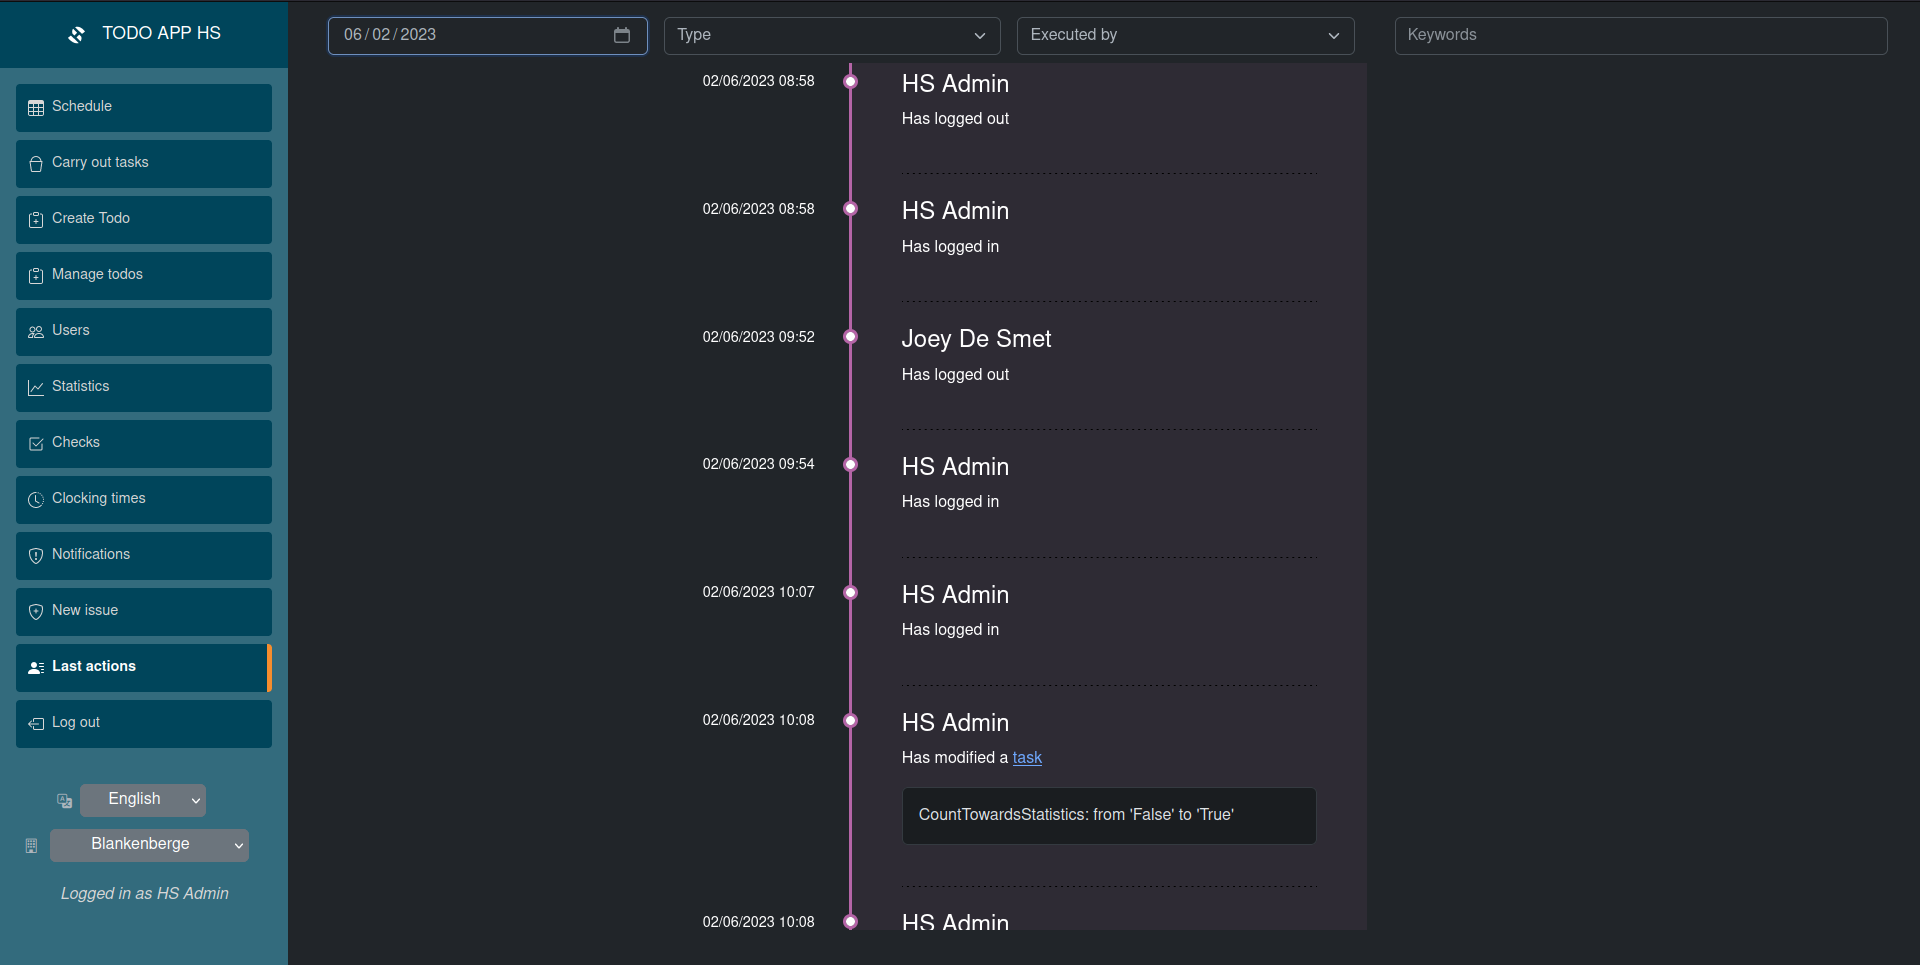 TODO APP HS
Schedule
Carry out tasks
Create Todo
Manage todos
Users
Statistics
Checks
Clocking times
Notifications
New issue
Last actions
Log out
English
Blankenberge
Logged in as HS Admin
06/02/2023
Type
Executed by
Keywords
02/06/2023 08:58
HS Admin
Has logged out
02/06/2023 08:58
HS Admin
Has logged in
02/06/2023 09:52
Joey De Smet
Has logged out
02/06/2023 09:54
HS Admin
Has logged in
02/06/2023 10:07
HS Admin
Has logged in
02/06/2023 10:08
HS Admin
Has modified a task
CountTowardsStatistics: from 'False' to 'True'
02/06/2023 10:08
HS Admin